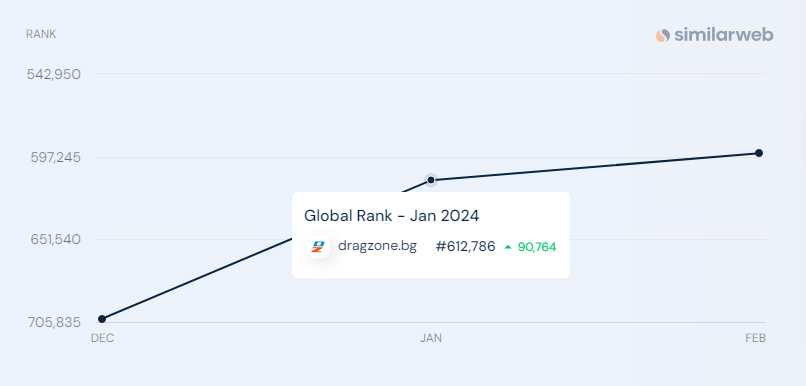 RANK
similarweb
542,950
597,245
651,540
705,835
Global Rank - Jan 2024
dragzone.bg #612,786 90,764
DEC JAN FEB